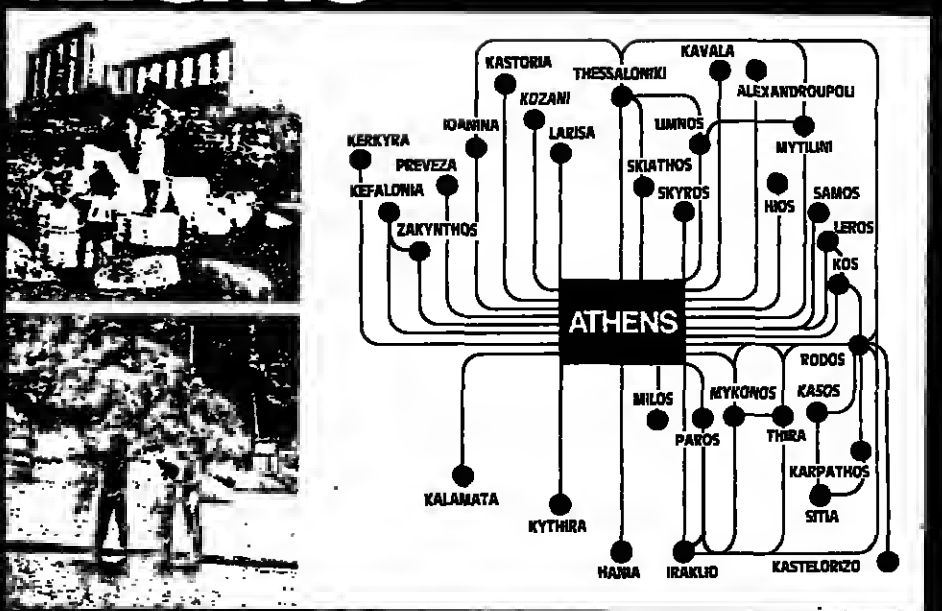 KAVALA
KASTORIA
THESSALONIKI
KOZANI
ALEXANDROUPOLI
IOANINA
LARISA
LIMNOS
KERKYRA
MYTILINI
PREVEZA
SKIATHOS
KEFALONIA
SKYROS
HIOS
SAMOS
ZAKYNTHOS
LEROS
KOS
ATHENS
RODOS
MILOS
MYKONOS
KASOS
PAROS
THIRA
KARPATHOS
KALAMATA
SITIA
KYTHIRA
HANIA
IRAKLIO
KASTELORIZO